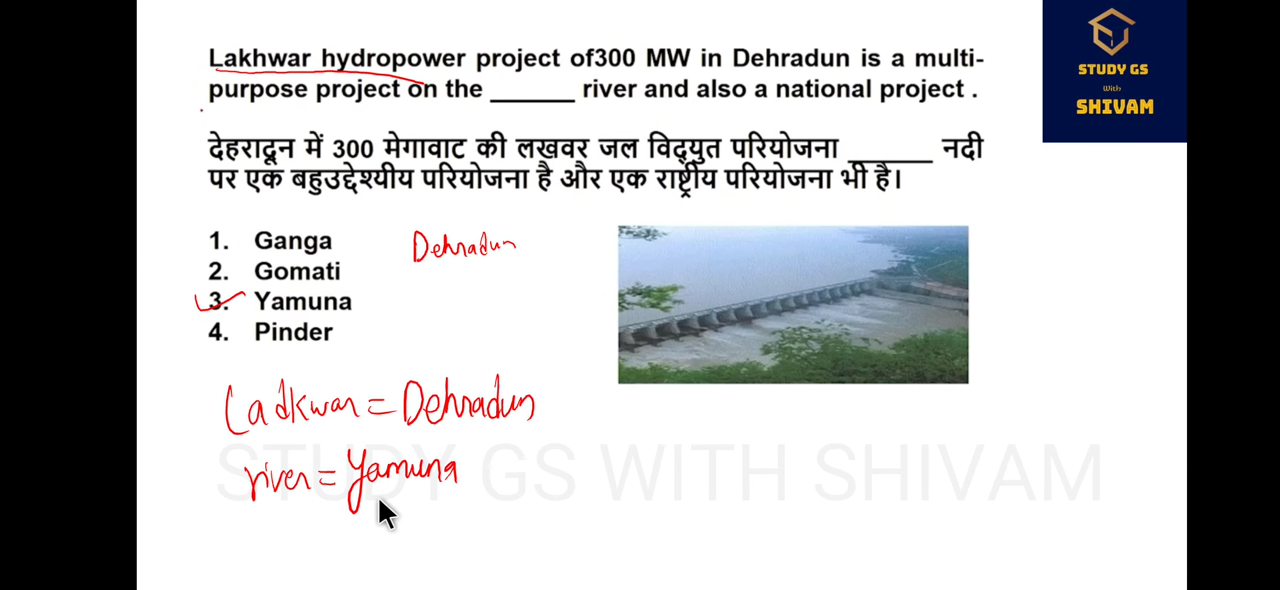 Lakhwar hydropower project of300 MW in Dehradun is a multi-
purpose project on the ______ river and also a national project .
देहरादून में 300 मेगावाट की लखवर जल विद्युत परियोजना ______ नदी
पर एक बहुउद्देश्यीय परियोजना है और एक राष्ट्रीय परियोजना भी है।
1. Ganga
2. Gomati
3. Yamuna
4. Pinder
Dehradun
Ladkwar = Dehradun
river = Yamuna
STUDY GS WITH SHIVAM
STUDY GS
With
SHIVAM